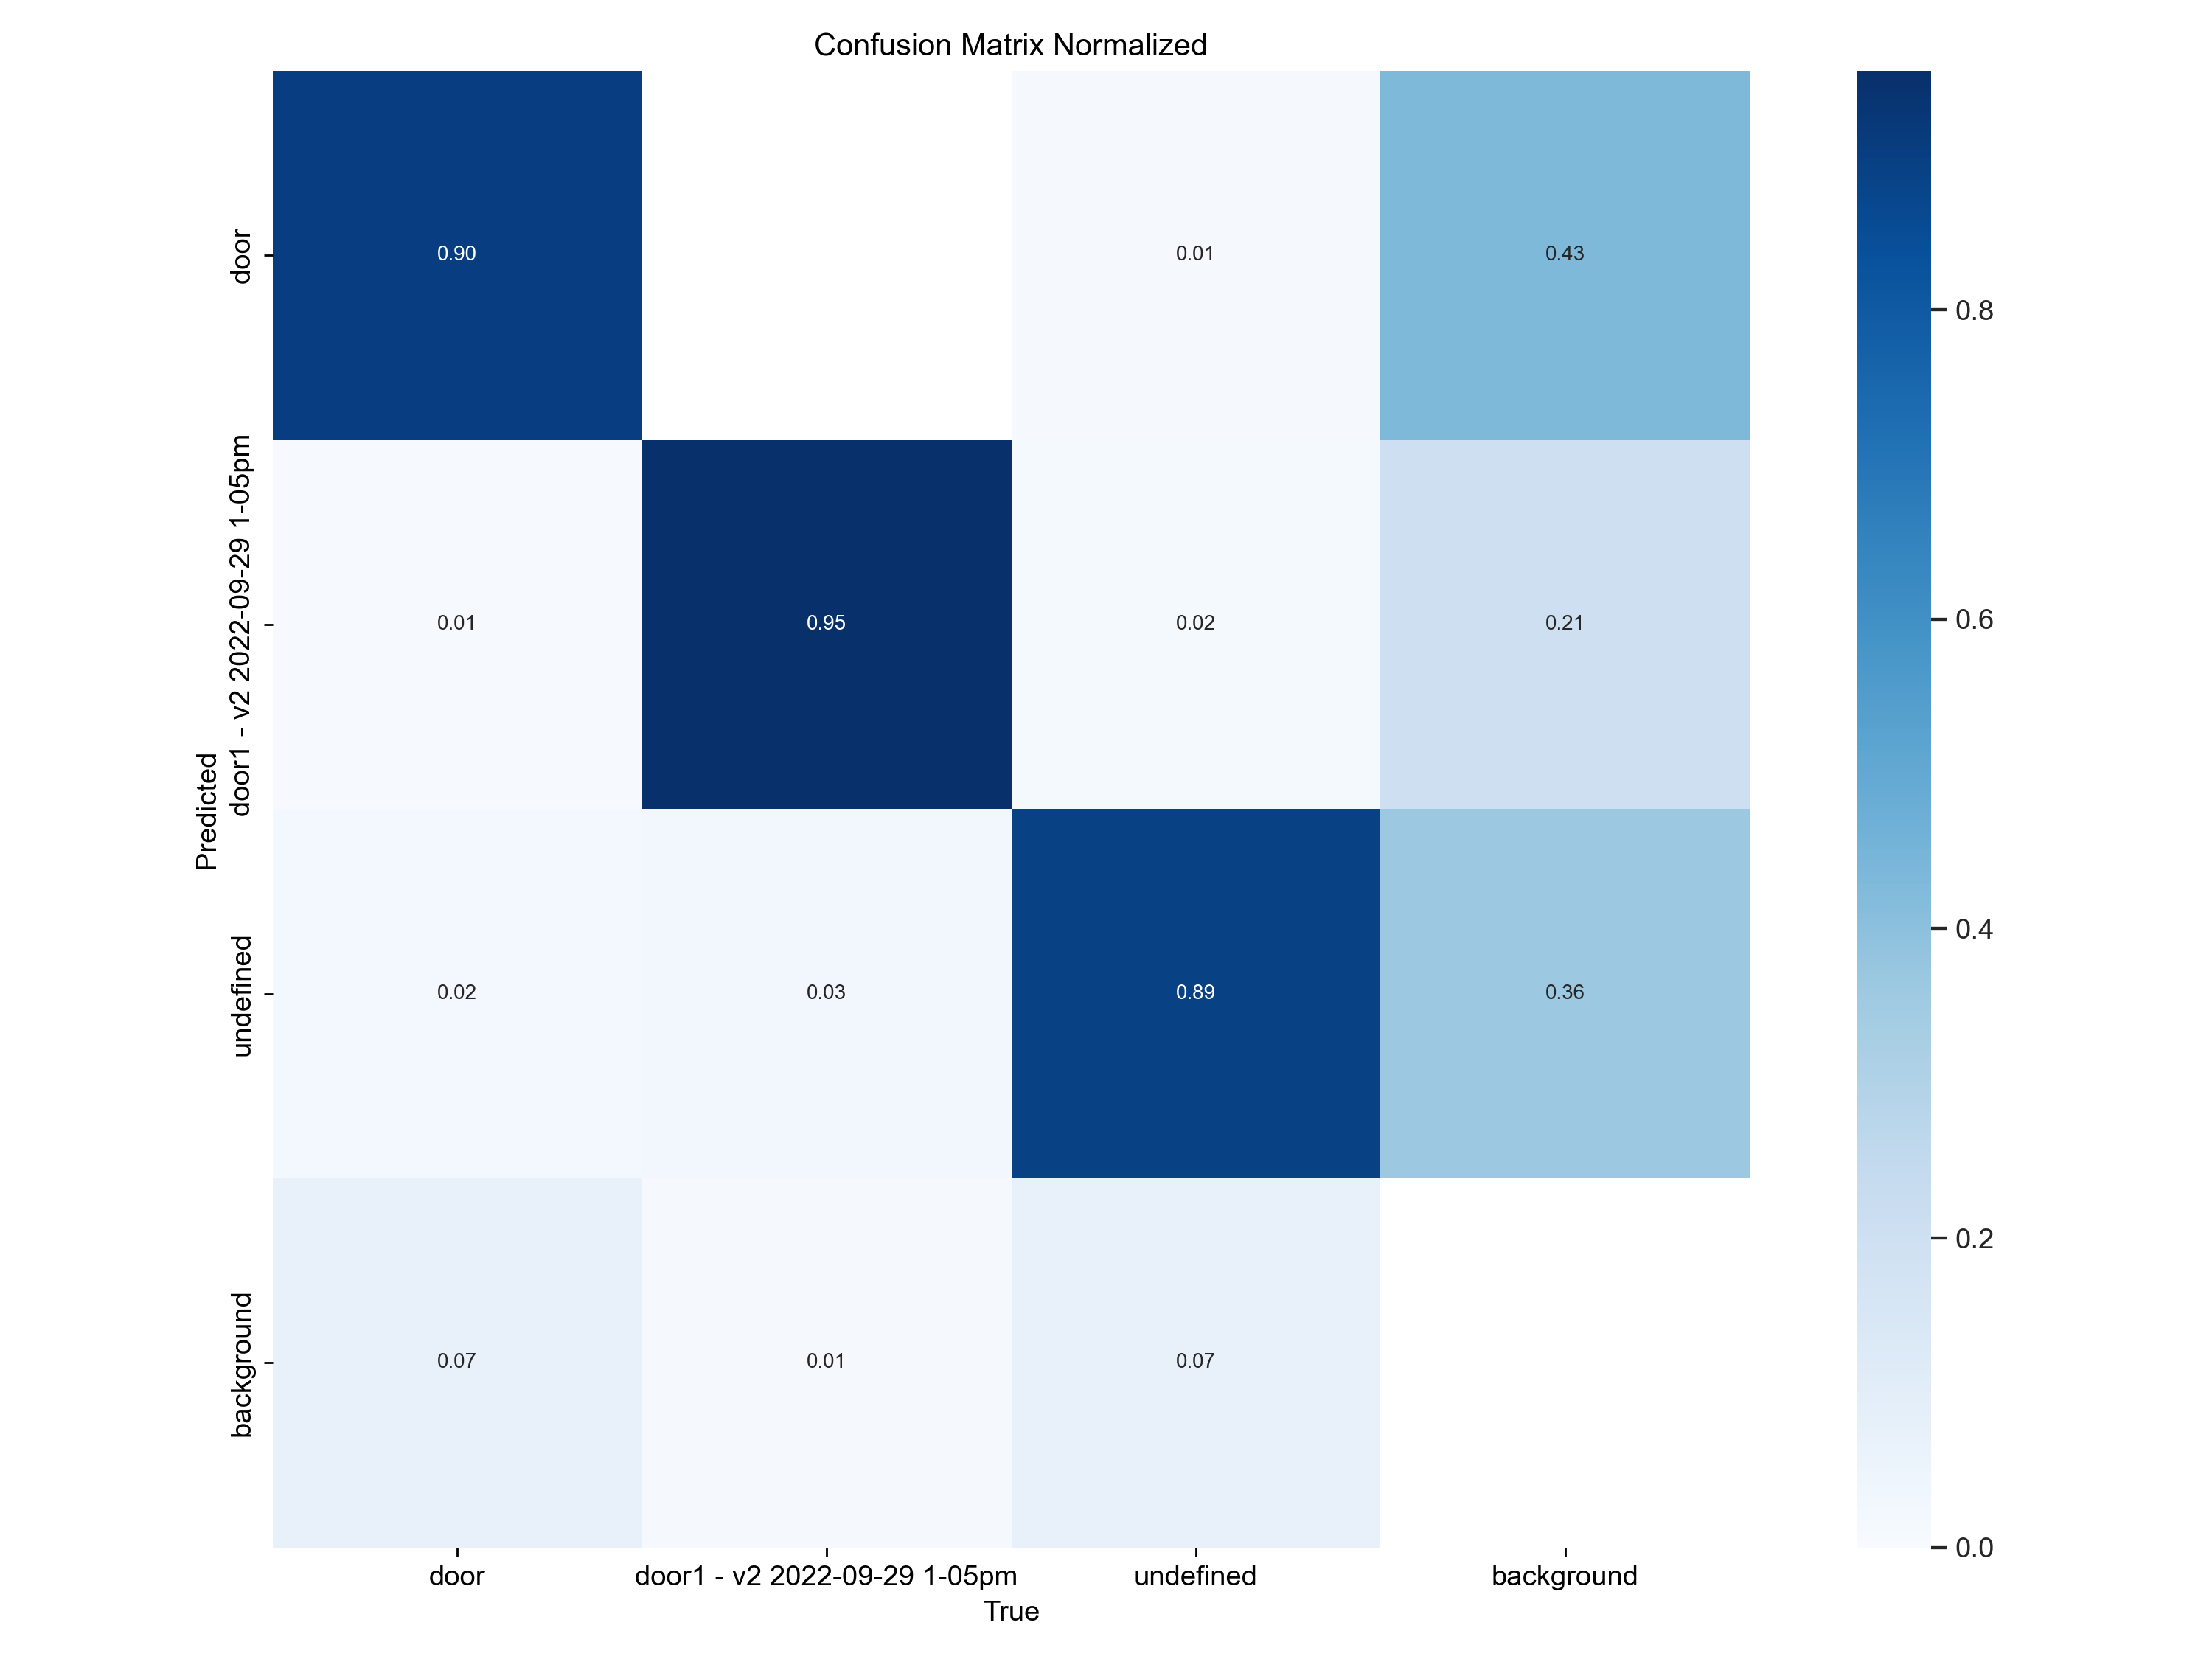 Confusion Matrix Normalized
door
0.90
0.01
0.43
0.8
door1 - v2 2022-09-29 1-05pm
0.01
0.95
0.02
0.21
0.6
Predicted
undefined
0.02
0.03
0.89
0.36
0.4
background
0.07
0.01
0.07
0.2
0.0
door
door1 - v2 2022-09-29 1-05pm
undefined
background
True